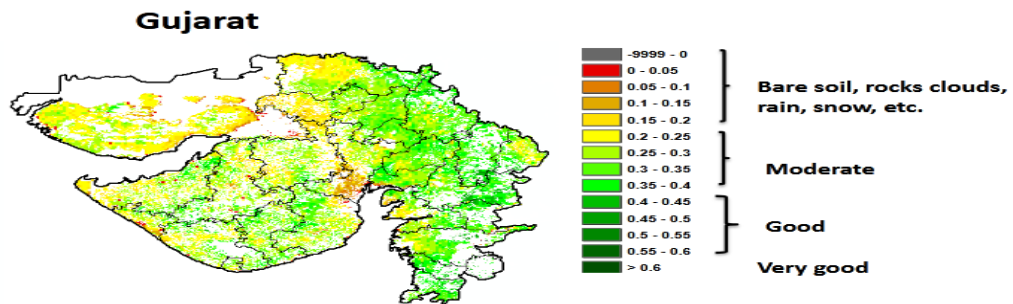 Gujarat
-9999 - 0
0 - 0.05
0.05 - 0.1
0.1 - 0.15
0.15 - 0.2
0.2 - 0.25
0.25 - 0.3
0.3 - 0.35
0.35 - 0.4
0.4 - 0.45
0.45 - 0.5
0.5 - 0.55
0.55 - 0.6
> 0.6
Bare soil, rocks clouds,
rain, snow, etc.
Moderate
Good
Very good